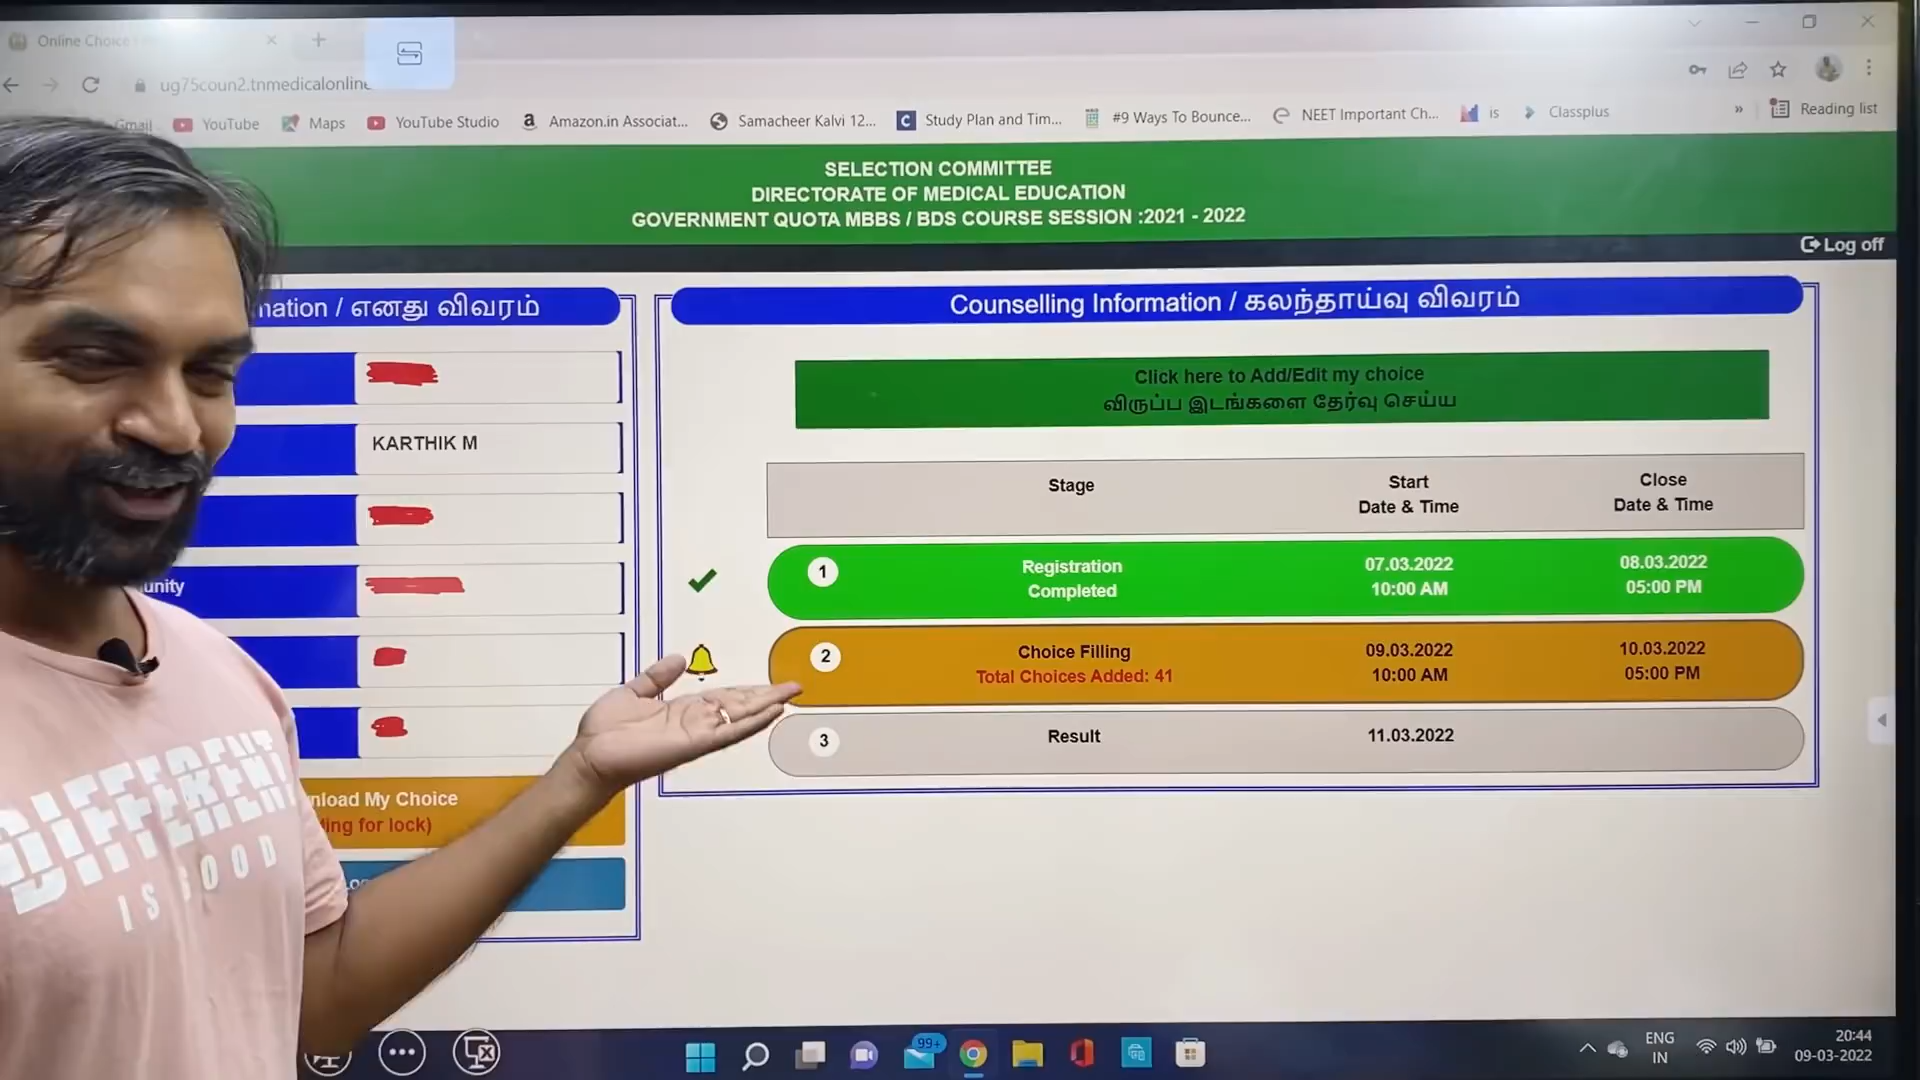 Online Choice
ug75coun2.tnmedicalonline
Gmail
YouTube
Maps
YouTube Studio
Amazon.in Associat...
Samacheer Kalvi 12...
Study Plan and Tim...
#9 Ways To Bounce...
NEET Important Ch...
is
Classplus
»
Reading list
SELECTION COMMITTEE
DIRECTORATE OF MEDICAL EDUCATION
GOVERNMENT QUOTA MBBS / BDS COURSE SESSION :2021 - 2022
Log off
mation / எனது விவரம்
KARTHIK M
unity
nload My Choice
ting for lock)
Counselling Information / கலந்தாய்வு விவரம்
Click here to Add/Edit my choice
விருப்ப இடங்களை தேர்வு செய்ய
Stage
Start
Date & Time
Close
Date & Time
1
Registration
Completed
07.03.2022
10:00 AM
08.03.2022
05:00 PM
2
Choice Filling
Total Choices Added: 41
09.03.2022
10:00 AM
10.03.2022
05:00 PM
3
Result
11.03.2022
DIFFERENT
IS GOOD
99+
ENG
IN
20:44
09-03-2022